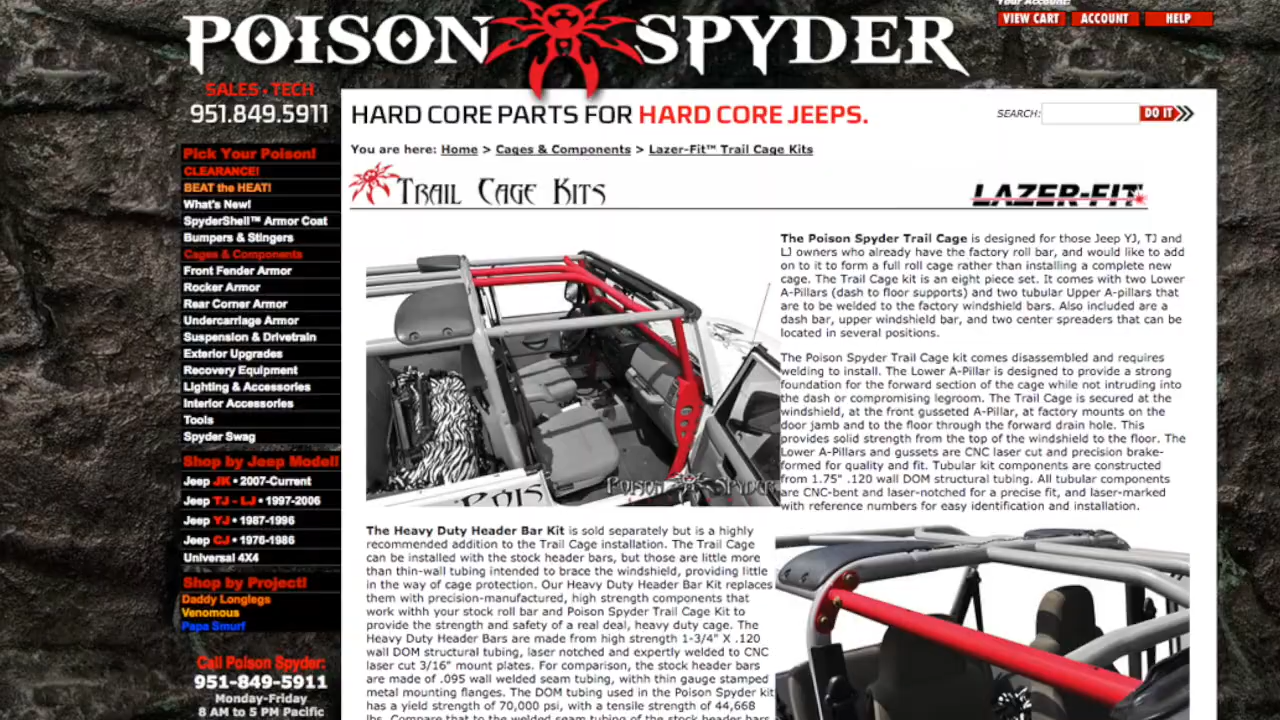 Your Account:
VIEW CART ACCOUNT HELP
POISON SPYDER
SALES • TECH
951.849.5911
HARD CORE PARTS FOR HARD CORE JEEPS.
SEARCH: DO IT
You are here: Home > Cages & Components > Lazer-Fit™ Trail Cage Kits
TRAIL CAGE KITS
LAZER-FIT
Pick Your Poison!
CLEARANCE!
BEAT the HEAT!
What's New!
SpyderShell™ Armor Coat
Bumpers & Stingers
Cages & Components
Front Fender Armor
Rocker Armor
Rear Corner Armor
Undercarriage Armor
Suspension & Drivetrain
Exterior Upgrades
Recovery Equipment
Lighting & Accessories
Interior Accessories
Tools
Spyder Swag
Shop by Jeep Model!
Jeep JK • 2007-Current
Jeep TJ - LJ • 1997-2006
Jeep YJ • 1987-1996
Jeep CJ • 1976-1986
Universal 4X4
Shop by Project!
Daddy Longlegs
Venomous
Papa Smurf
Call Poison Spyder:
951-849-5911
Monday-Friday
8 AM to 5 PM Pacific
The Poison Spyder Trail Cage is designed for those Jeep YJ, TJ and
LJ owners who already have the factory roll bar, and would like to add
on to it to form a full roll cage rather than installing a complete new
cage. The Trail Cage kit is an eight piece set. It comes with two Lower
A-Pillars (dash to floor supports) and two tubular Upper A-pillars that
are to be welded to the factory windshield bars. Also included are a
dash bar, upper windshield bar, and two center spreaders that can be
located in several positions.
The Poison Spyder Trail Cage kit comes disassembled and requires
welding to install. The Lower A-Pillar is designed to provide a strong
foundation for the forward section of the cage while not intruding into
the dash or compromising legroom. The Trail Cage is secured at the
windshield, at the front gusseted A-Pillar, at factory mounts on the
door jamb and to the floor through the forward drain hole. This
provides solid strength from the top of the windshield to the floor. The
Lower A-Pillars and gussets are CNC laser cut and precision brake-
formed for quality and fit. Tubular kit components are constructed
from 1.75" .120 wall DOM structural tubing. All tubular components
are CNC-bent and laser-notched for a precise fit, and laser-marked
with reference numbers for easy identification and installation.
POISON SPYDER
POIS
The Heavy Duty Header Bar Kit is sold separately but is a highly
recommended addition to the Trail Cage installation. The Trail Cage
can be installed with the stock header bars, but those are little more
than thin-wall tubing intended to brace the windshield, providing little
in the way of cage protection. Our Heavy Duty Header Bar Kit replaces
them with precision-manufactured, high strength components that
work withh your stock roll bar and Poison Spyder Trail Cage Kit to
provide the strength and safety of a real deal, heavy duty cage. The
Heavy Duty Header Bars are made from high strength 1-3/4" X .120
wall DOM structural tubing, laser notched and expertly welded to CNC
laser cut 3/16" mount plates. For comparison, the stock header bars
are made of .095 wall welded seam tubing, withh thin gauge stamped
metal mounting flanges. The DOM tubing used in the Poison Spyder kit
has a yield strength of 70,000 psi, with a tensile strength of 44,668
lbs. Compare that to the welded seam tubing of the stock header bars